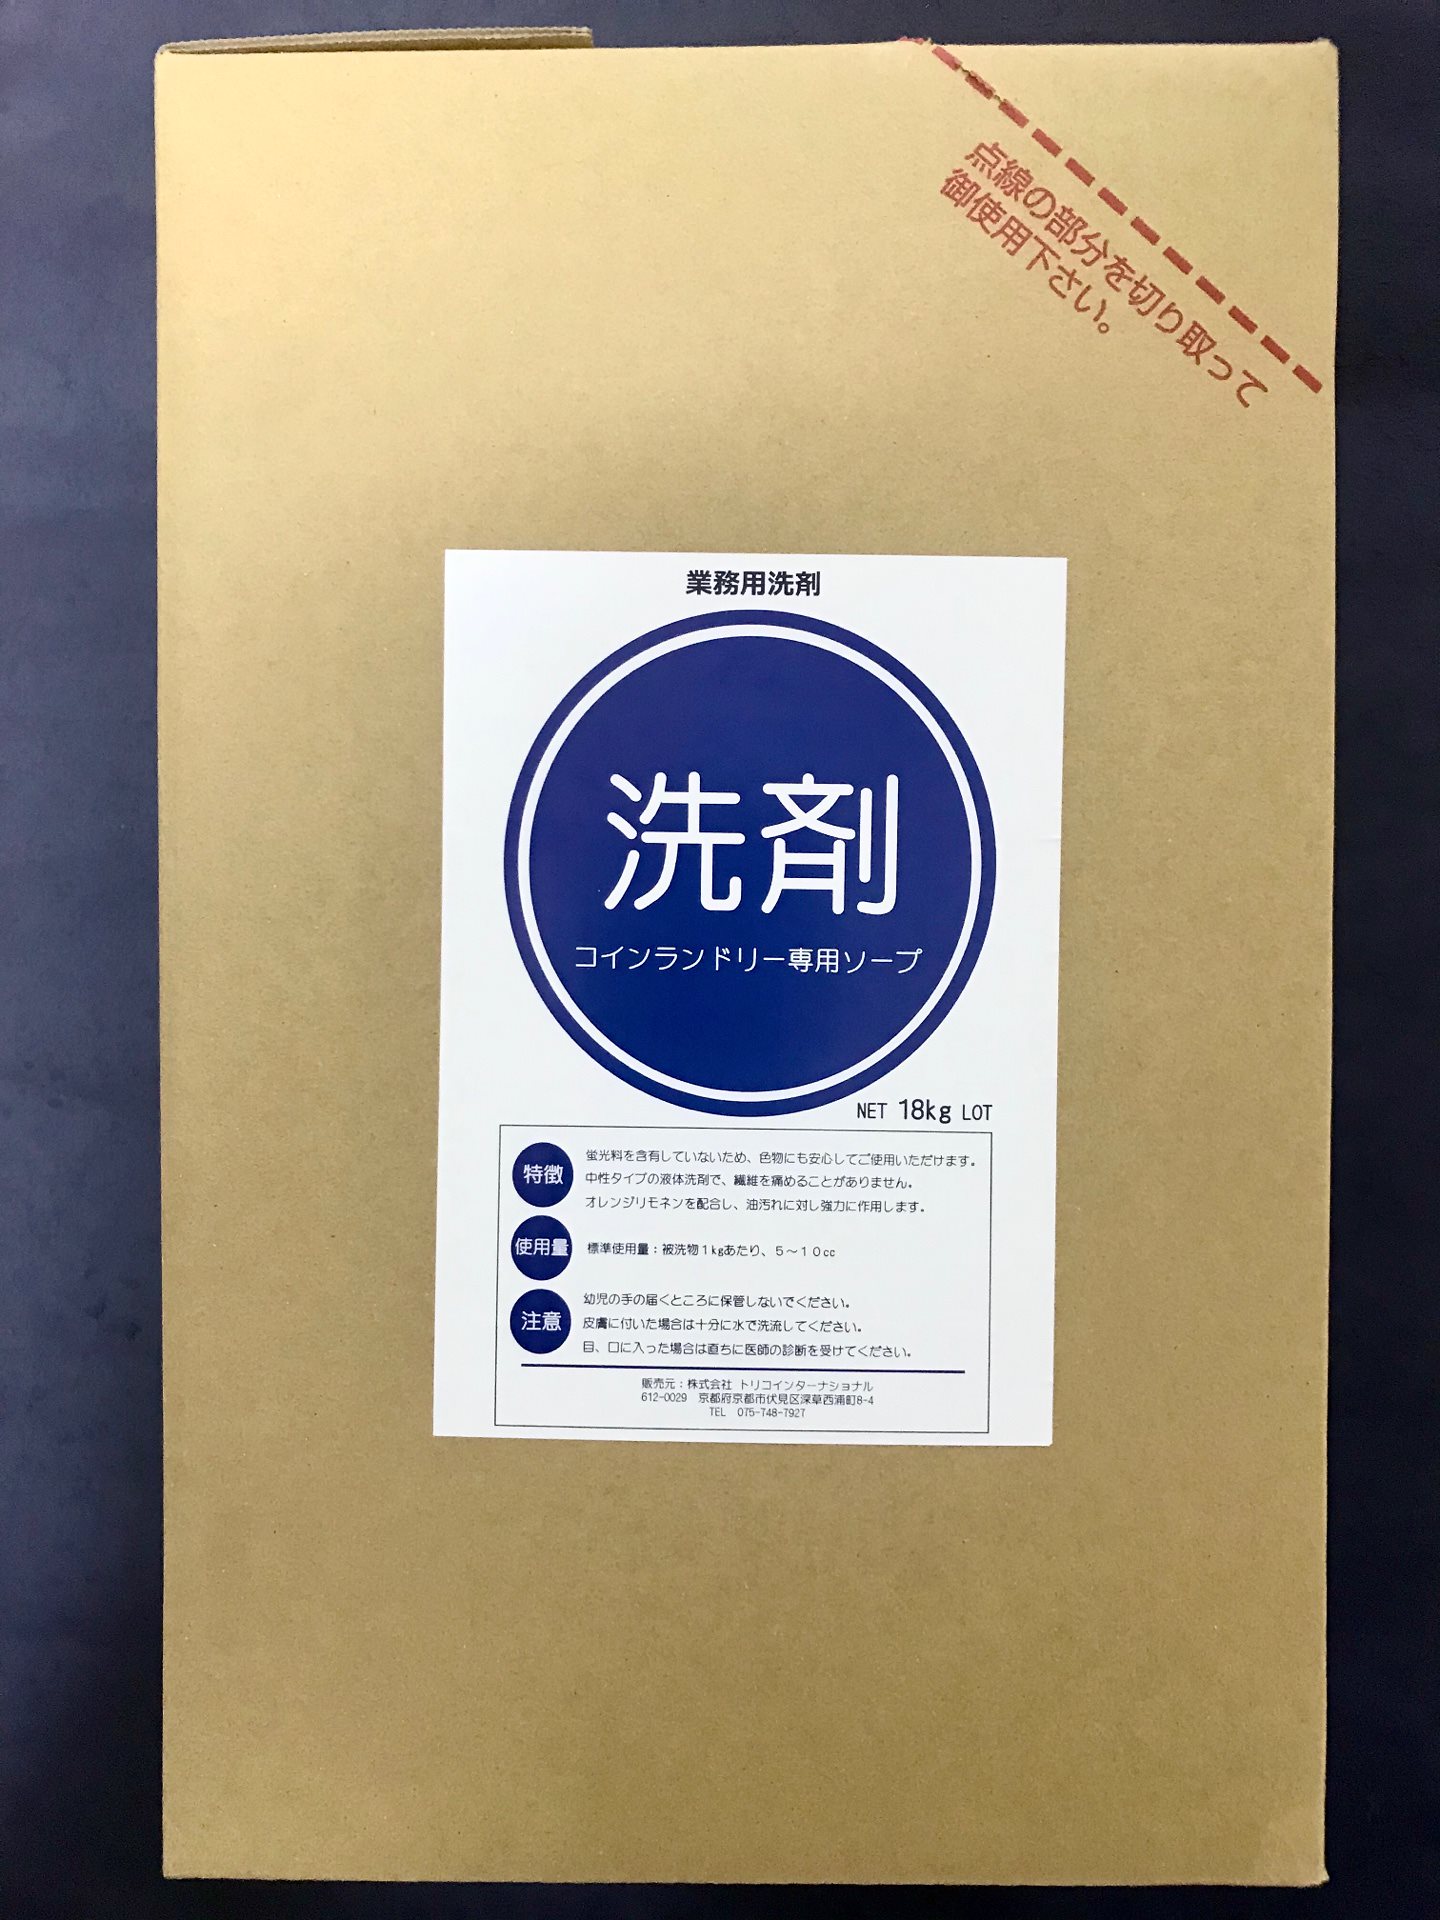 点線の部分を切り取って
御使用下さい。
業務用洗剤
洗剤
コインランドリー専用ソープ
NET 18kg LOT
特徴
蛍光料を含有していないため、色物にも安心してご使用いただけます。
中性タイプの液体洗剤で、繊維を痛めることがありません。
オレンジリモネンを配合し、油汚れに対し強力に作用します。
使用量
標準使用量：被洗物１kgあたり、５～１０cc
注意
幼児の手の届くところに保管しないでください。
皮膚に付いた場合は十分に水で洗流してください。
目、口に入った場合は直ちに医師の診断を受けてください。
販売元：株式会社 トリコインターナショナル
612-0029 京都府京都市伏見区深草西浦町8-4
TEL 075-748-7927